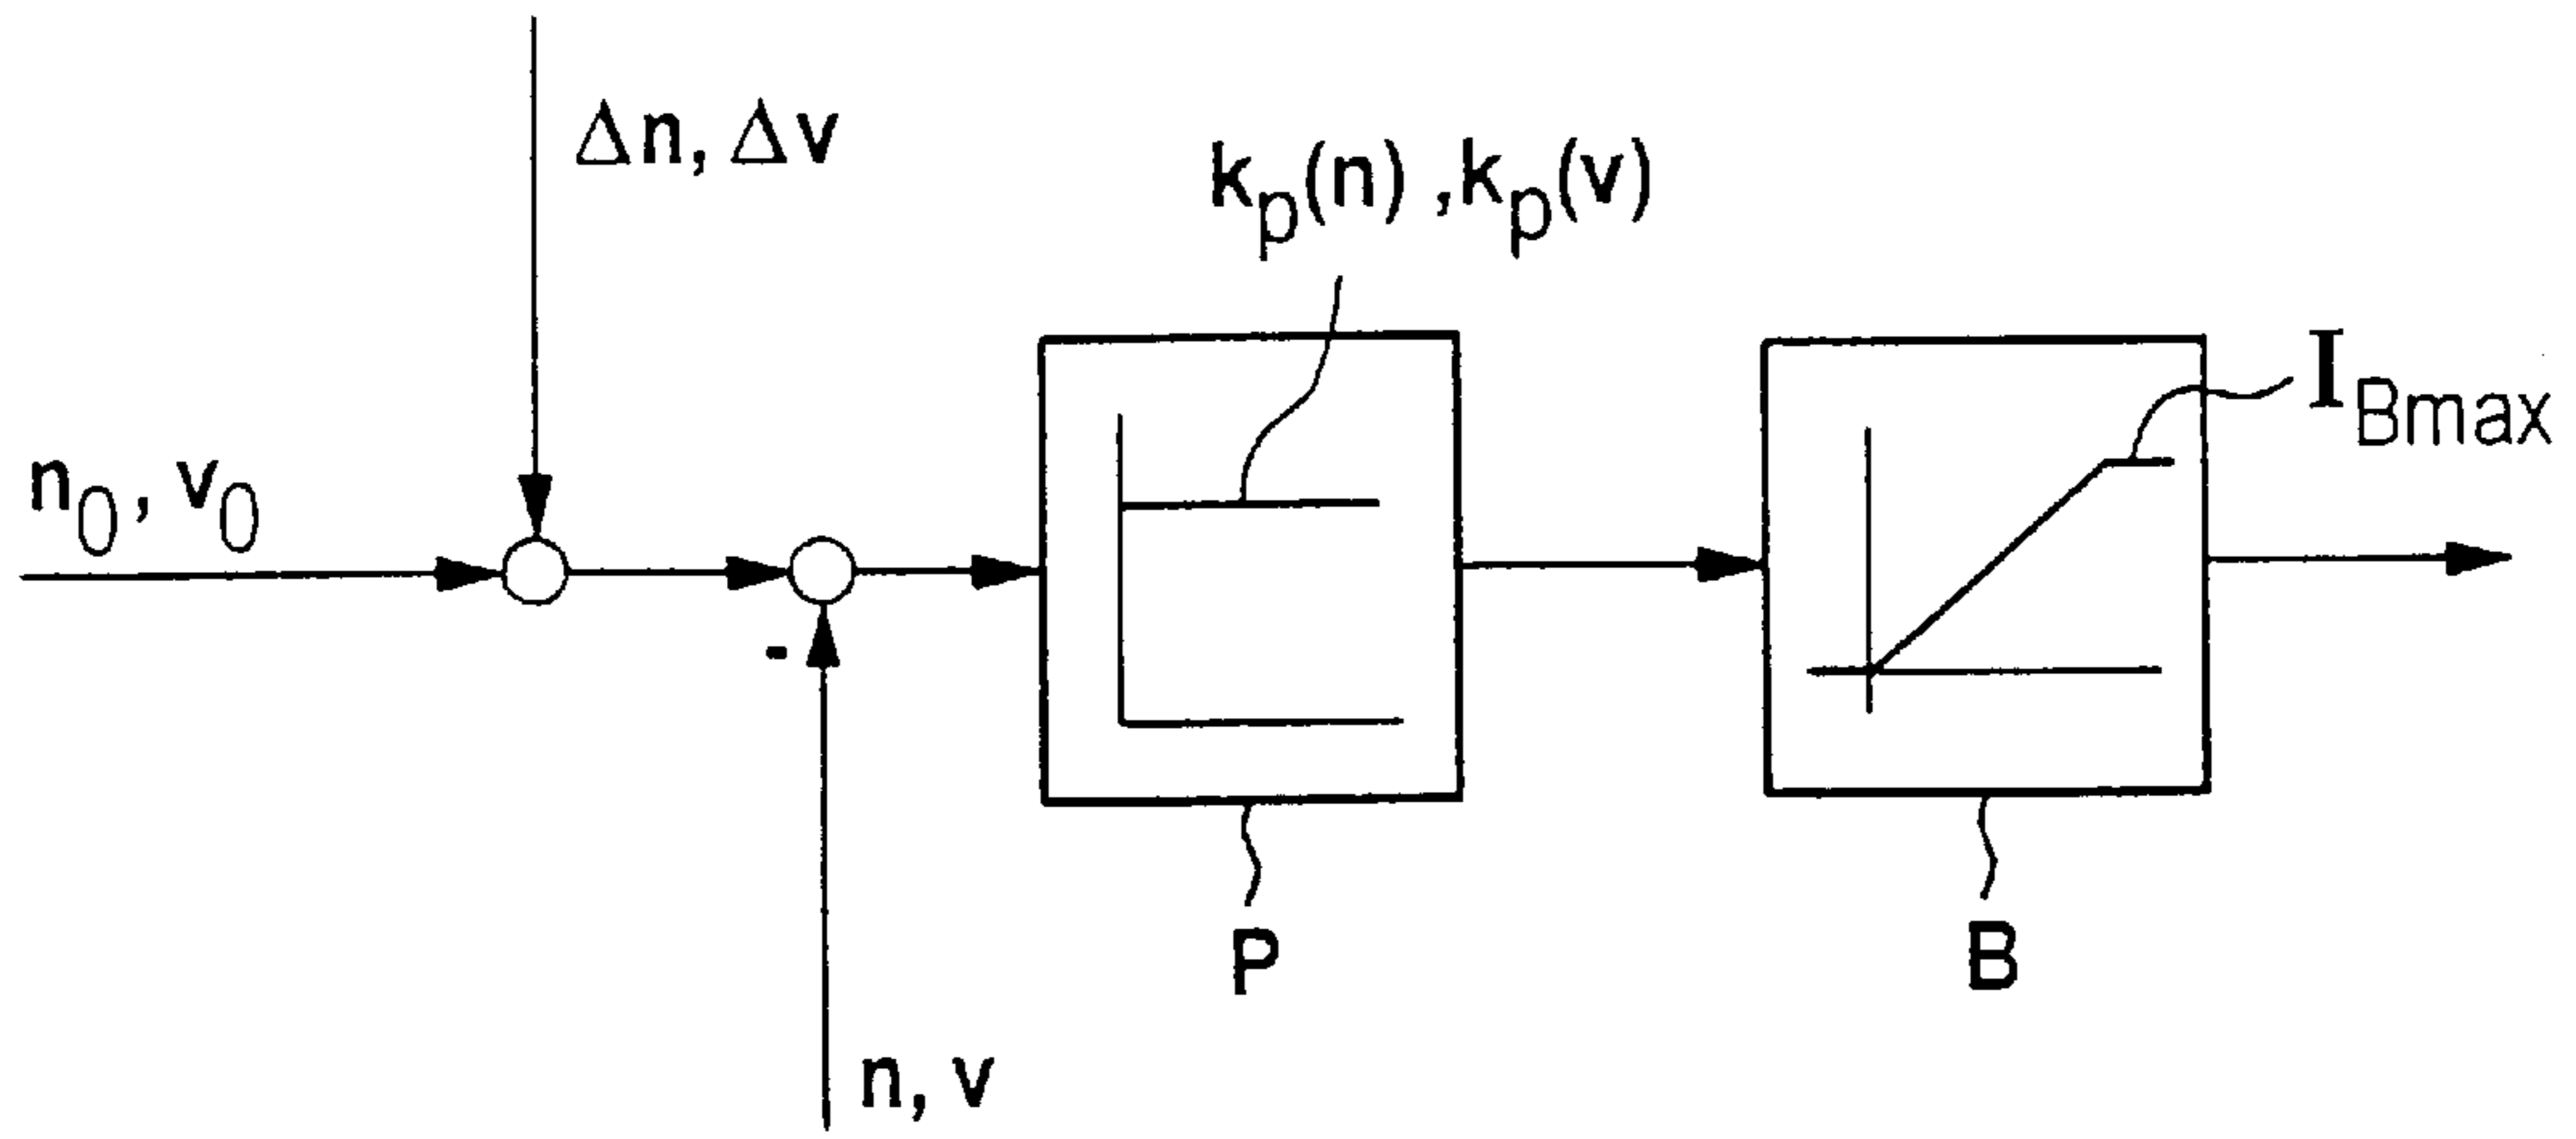 Δn, Δv
kp(n) ,kp(v)
IBmax
n0, v0
-
P
B
n, v